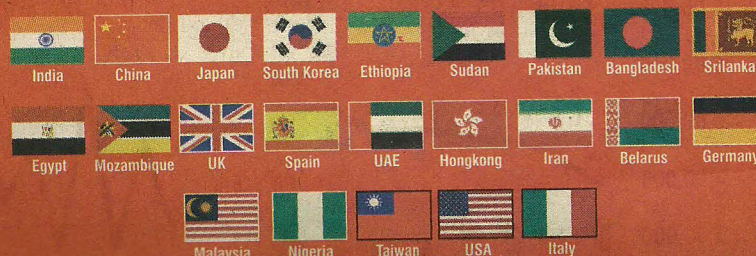 India China Japan South Korea Ethiopia Sudan Pakistan Bangladesh Srilanka
Egypt Mozambique UK Spain UAE Hongkong Iran Belarus Germany
Malaysia Nigeria Taiwan USA Italy